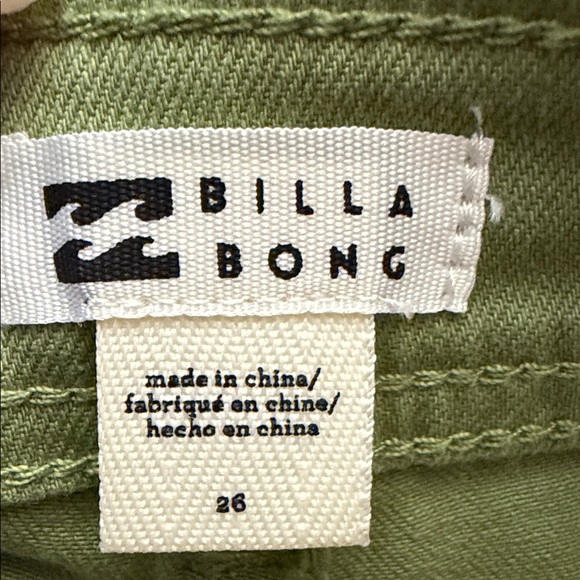 BILLA
BONG
made in china/
fabriqué en chine/
hecho en china
26